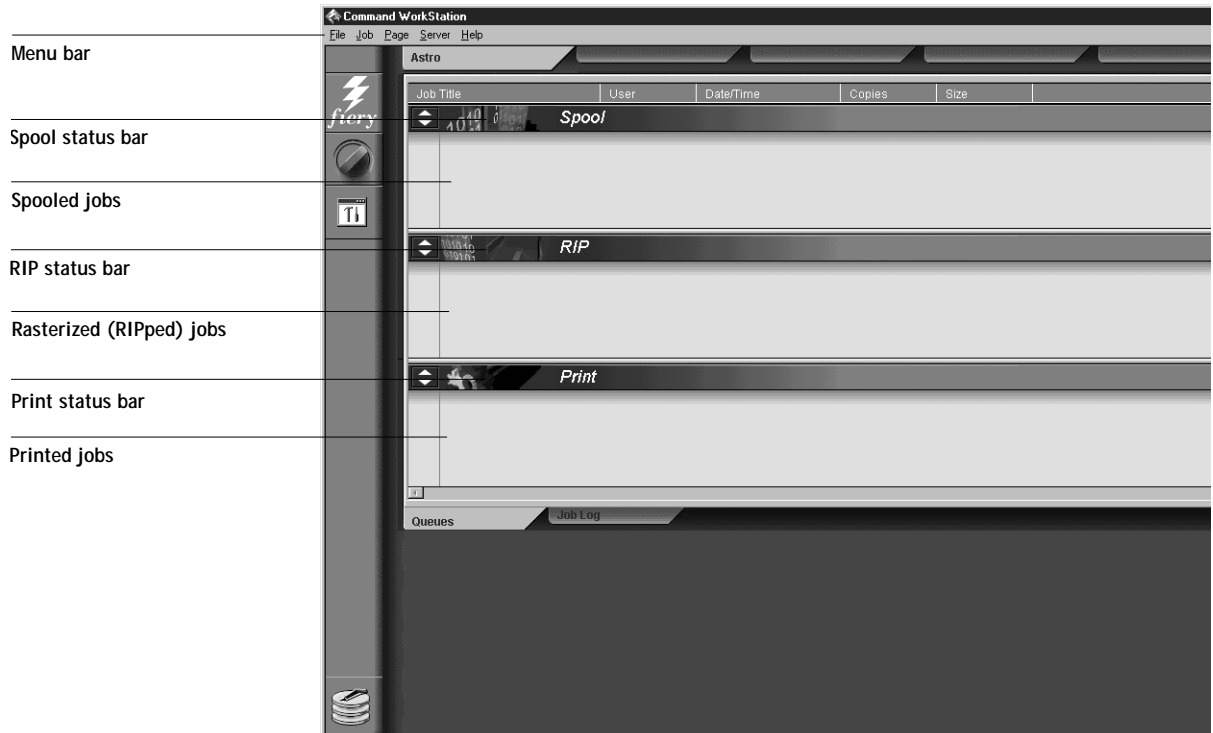 Command WorkStation
File Job Page Server Help
Menu bar
Astro
Job Title User Date/Time Copies Size
fiery
Spool
Spool status bar
Spooled jobs
RIP
RIP status bar
Rasterized (RIPped) jobs
Print
Print status bar
Printed jobs
Queues Job Log